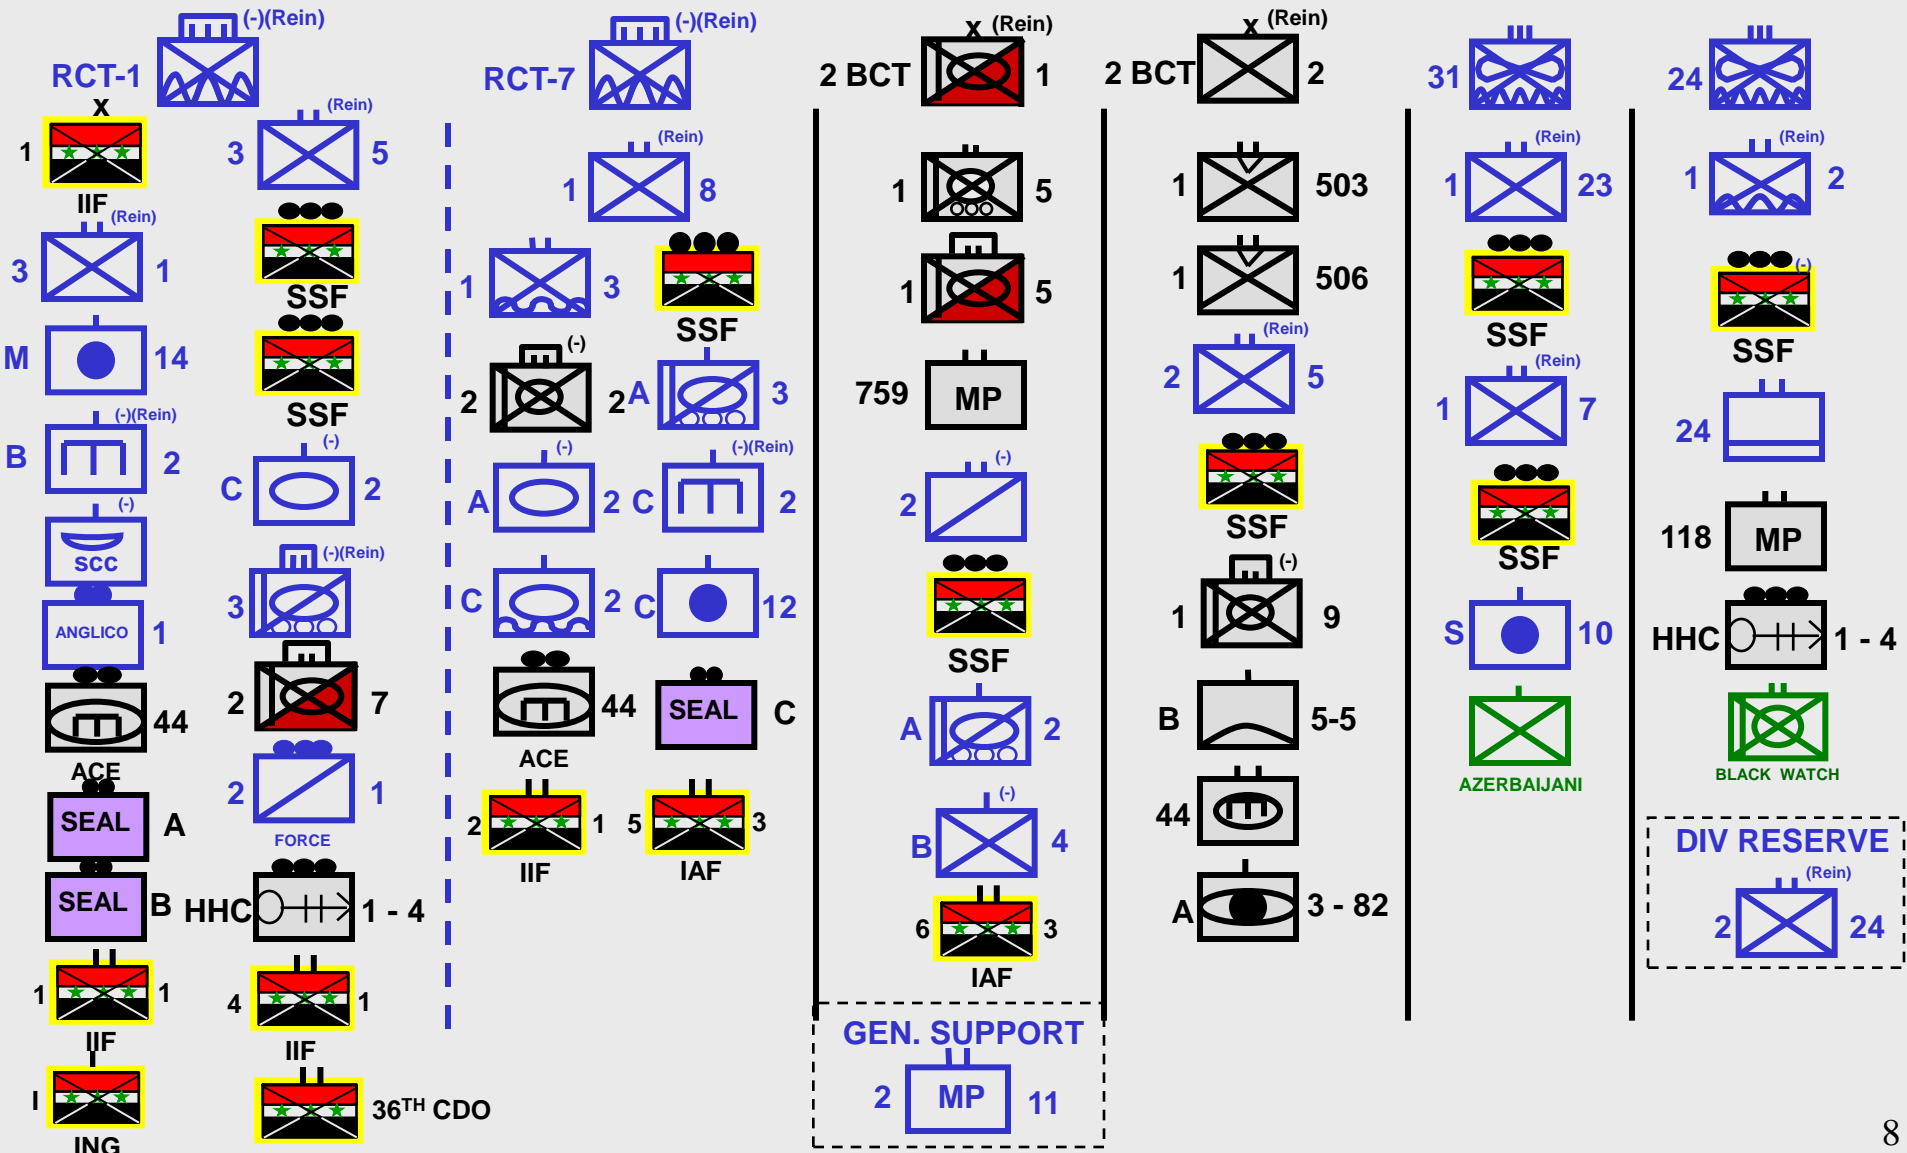 RCT-1
(-)(Rein)
x
1
IIF
(Rein)
3 5
(Rein)
3 1
SSF
M 14
SSF
(-)(Rein)
B 2
(-)
C 2
(-)
SCC
(-)(Rein)
3
ANGLICO 1
2 7
44
ACE
2 1
FORCE
SEAL A
SEAL B
HHC 1 - 4
1 1
IIF
4 1
IIF
I
ING
36TH CDO
RCT-7
(-)(Rein)
(Rein)
1 8
1 3
SSF
(-)
2 2
A 3
(-)
A 2
(-)(Rein)
C 2
C 2
C 12
44
ACE
SEAL C
2 1
IIF
5 3
IAF
x (Rein)
2 BCT 1
1 5
1 5
759 MP
(-)
2
SSF
A 2
(-)
B 4
6 3
IAF
GEN. SUPPORT
2 MP 11
x (Rein)
2 BCT 2
1 503
1 506
(Rein)
2 5
SSF
(-)
1 9
B 5-5
44
A 3 - 82
31
(Rein)
1 23
SSF
(Rein)
1 7
SSF
S 10
AZERBAIJANI
24
(Rein)
1 2
(-)
SSF
24
118 MP
HHC 1 - 4
BLACK WATCH
DIV RESERVE
(Rein)
2 24
8